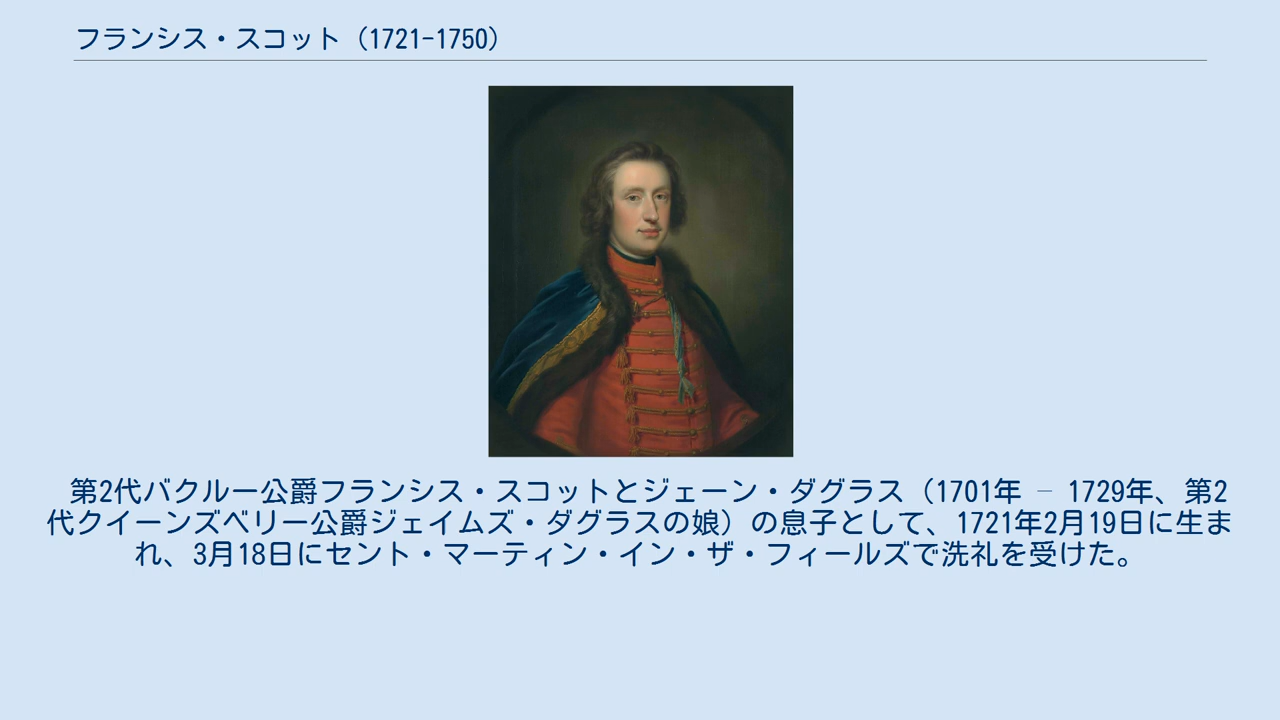 フランシス・スコット（1721-1750）
第2代バクルー公爵フランシス・スコットとジェーン・ダグラス（1701年 – 1729年、第2
代クイーンズベリー公爵ジェイムズ・ダグラスの娘）の息子として、1721年2月19日に生ま
れ、3月18日にセント・マーティン・イン・ザ・フィールズで洗礼を受けた。